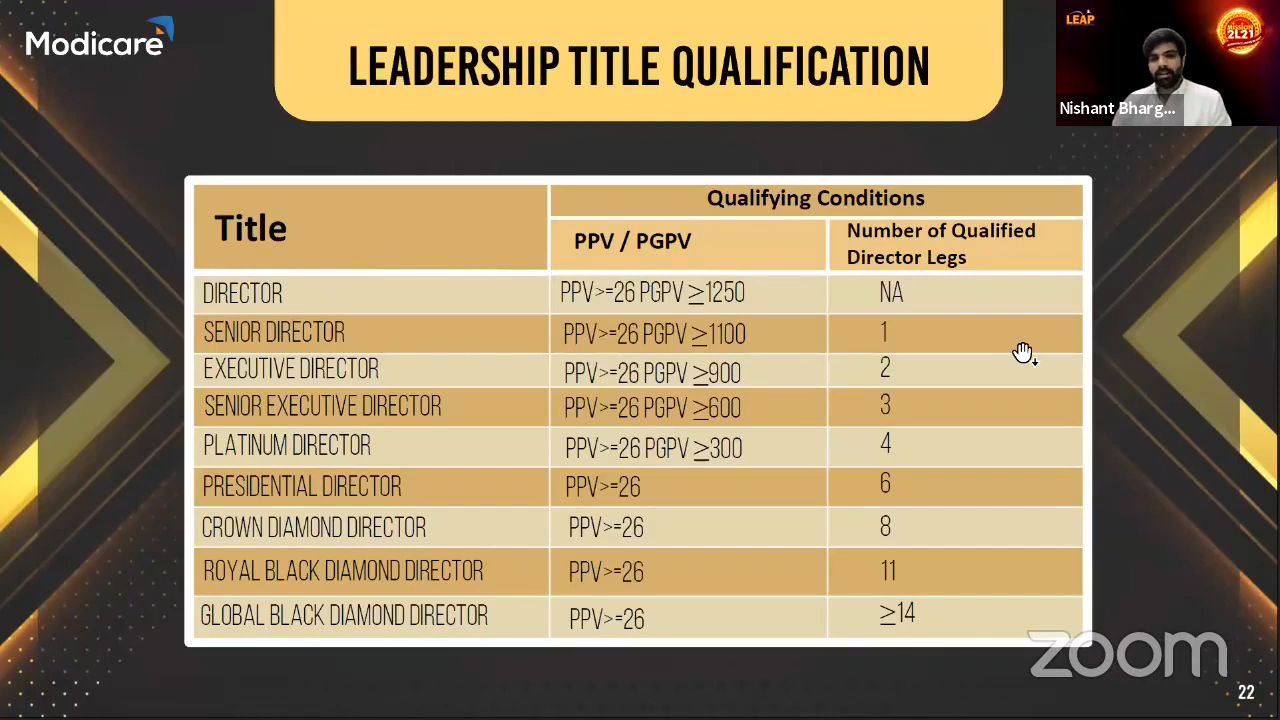 Modicare
LEADERSHIP TITLE QUALIFICATION
LEAP
MISSION
2L21
Nishant Bharg...
Title
Qualifying Conditions
PPV / PGPV
Number of Qualified
Director Legs
DIRECTOR PPV>=26 PGPV ≥1250 NA
SENIOR DIRECTOR PPV>=26 PGPV ≥1100 1
EXECUTIVE DIRECTOR PPV>=26 PGPV ≥900 2
SENIOR EXECUTIVE DIRECTOR PPV>=26 PGPV ≥600 3
PLATINUM DIRECTOR PPV>=26 PGPV ≥300 4
PRESIDENTIAL DIRECTOR PPV>=26 6
CROWN DIAMOND DIRECTOR PPV>=26 8
ROYAL BLACK DIAMOND DIRECTOR PPV>=26 11
GLOBAL BLACK DIAMOND DIRECTOR PPV>=26 ≥14
zoom
22